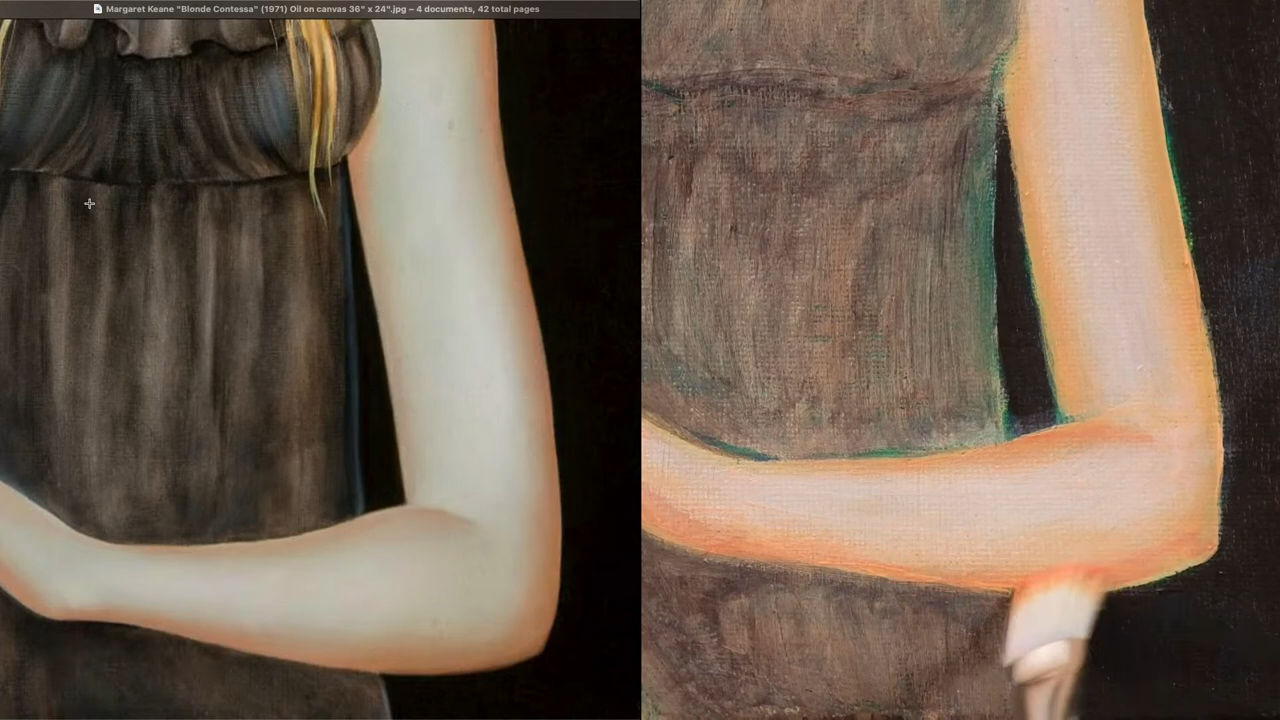 Margaret Keane "Blonde Contessa" (1971) Oil on canvas 36" x 24".jpg – 4 documents, 42 total pages